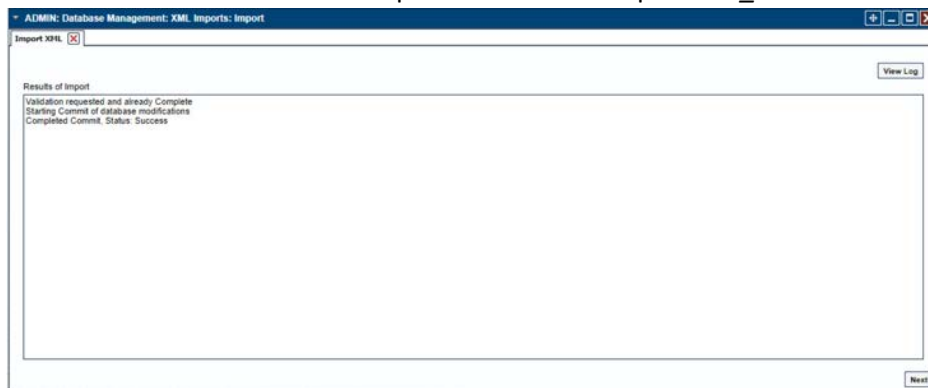 ADMIN: Database Management: XML Imports: Import
Import XML
View Log
Results of Import
Validation requested and already Complete
Starting Commit of database modifications
Completed Commit, Status: Success
Next